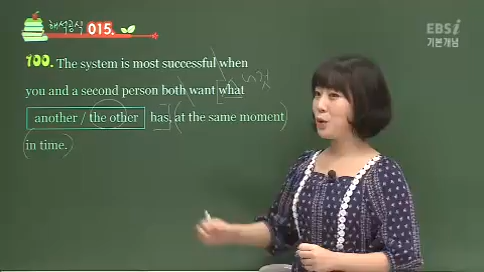 해석공식 015.
EBSi
기본개념
100. The system is most successful when
you and a second person both want what
another / the other has, at the same moment
in time.